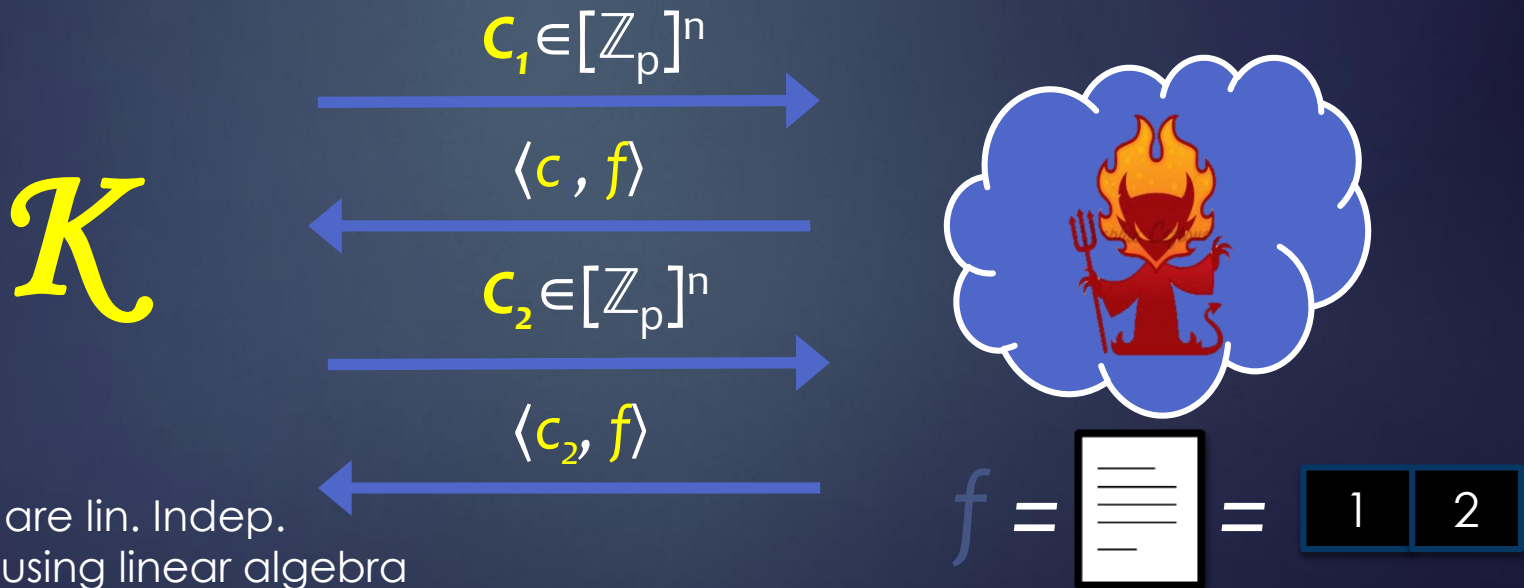 C₁∈[ℤₚ]ⁿ
⟨c , f⟩
K
C₂∈[ℤₚ]ⁿ
⟨c₂, f⟩
f = = 1 2
are lin. Indep.
using linear algebra